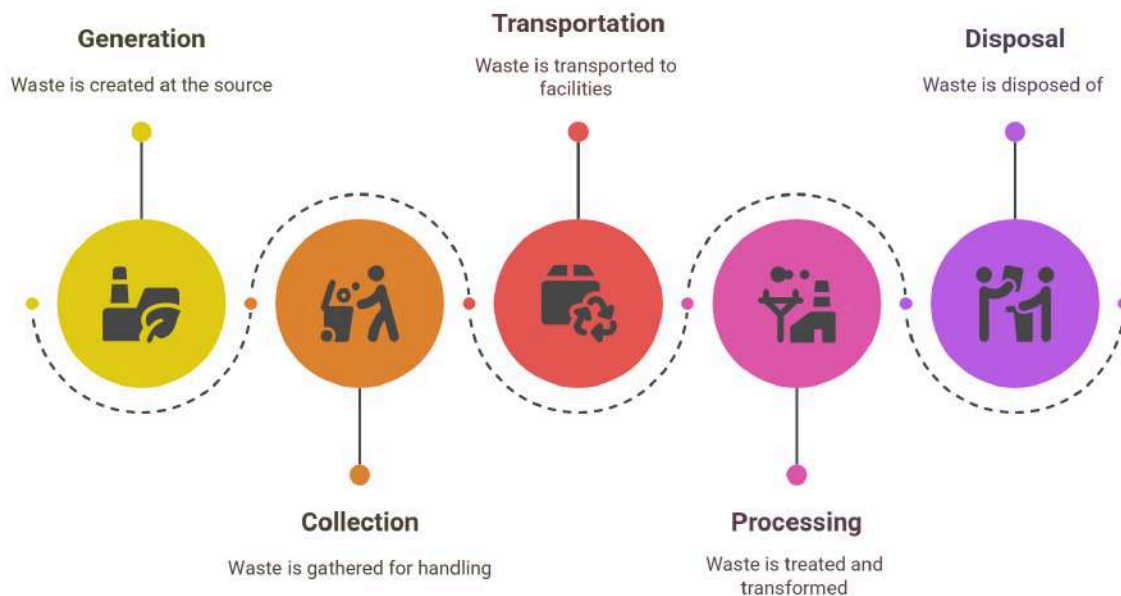 Generation
Waste is created at the source
Collection
Waste is gathered for handling
Transportation
Waste is transported to
facilities
Processing
Waste is treated and
transformed
Disposal
Waste is disposed of